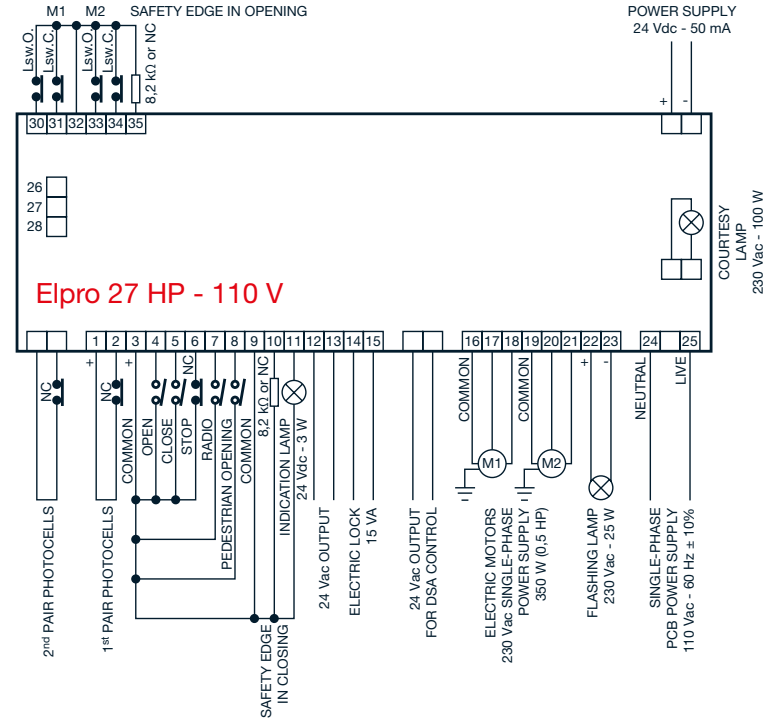 M1 M2 SAFETY EDGE IN OPENING
POWER SUPPLY
24 Vdc - 50 mA
Lsw.O.
Lsw.C.
Lsw.O.
Lsw.C.
8,2 kΩ or NC
+ -
30 31 32 33 34 35
26
27
28
COURTESY
LAMP
230 Vac - 100 W
Elpro 27 HP - 110 V
1 2 3 4 5 6 7 8 9 10 11 12 13 14 15 16 17 18 19 20 21 22 23 24 25
+ + + -
NC
NC
COMMON
OPEN
CLOSE
STOP
NC
RADIO
PEDESTRIAN OPENING
COMMON
8,2 kΩ or NC
INDICATION LAMP
24 Vdc - 3 W
COMMON
COMMON
NEUTRAL
LIVE
M1 M2
2nd PAIR PHOTOCELLS
1st PAIR PHOTOCELLS
SAFETY EDGE
IN CLOSING
24 Vac OUTPUT
ELECTRIC LOCK
15 VA
24 Vac OUTPUT
FOR DSA CONTROL
ELECTRIC MOTORS
230 Vac SINGLE-PHASE
POWER SUPPLY
350 W (0,5 HP)
FLASHING LAMP
230 Vac - 25 W
SINGLE-PHASE
PCB POWER SUPPLY
110 Vac - 60 Hz ± 10%